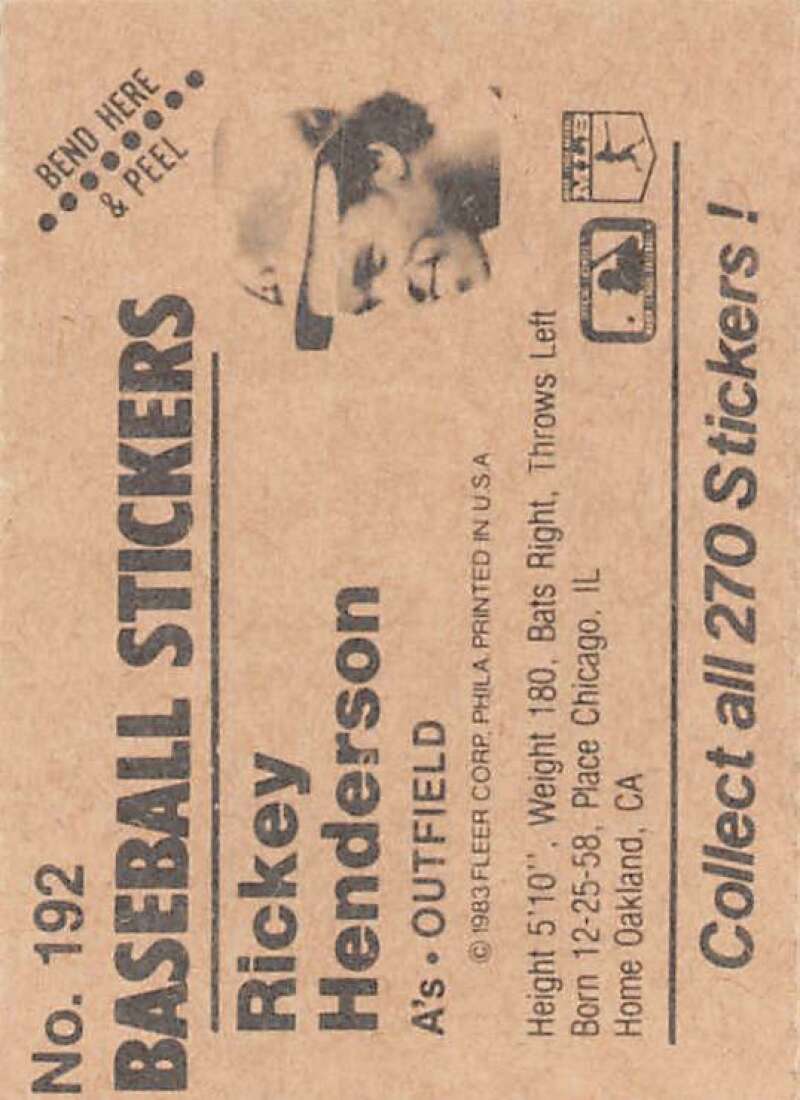 No. 192
BEND HERE
& PEEL
BASEBALL STICKERS
Rickey
Henderson
A's • OUTFIELD
© 1983 FLEER CORP. PHILA. PRINTED IN U.S.A
Height 5'10", Weight 180, Bats Right, Throws Left
Born 12-25-58, Place Chicago, IL
Home Oakland, CA
Collect all 270 Stickers!